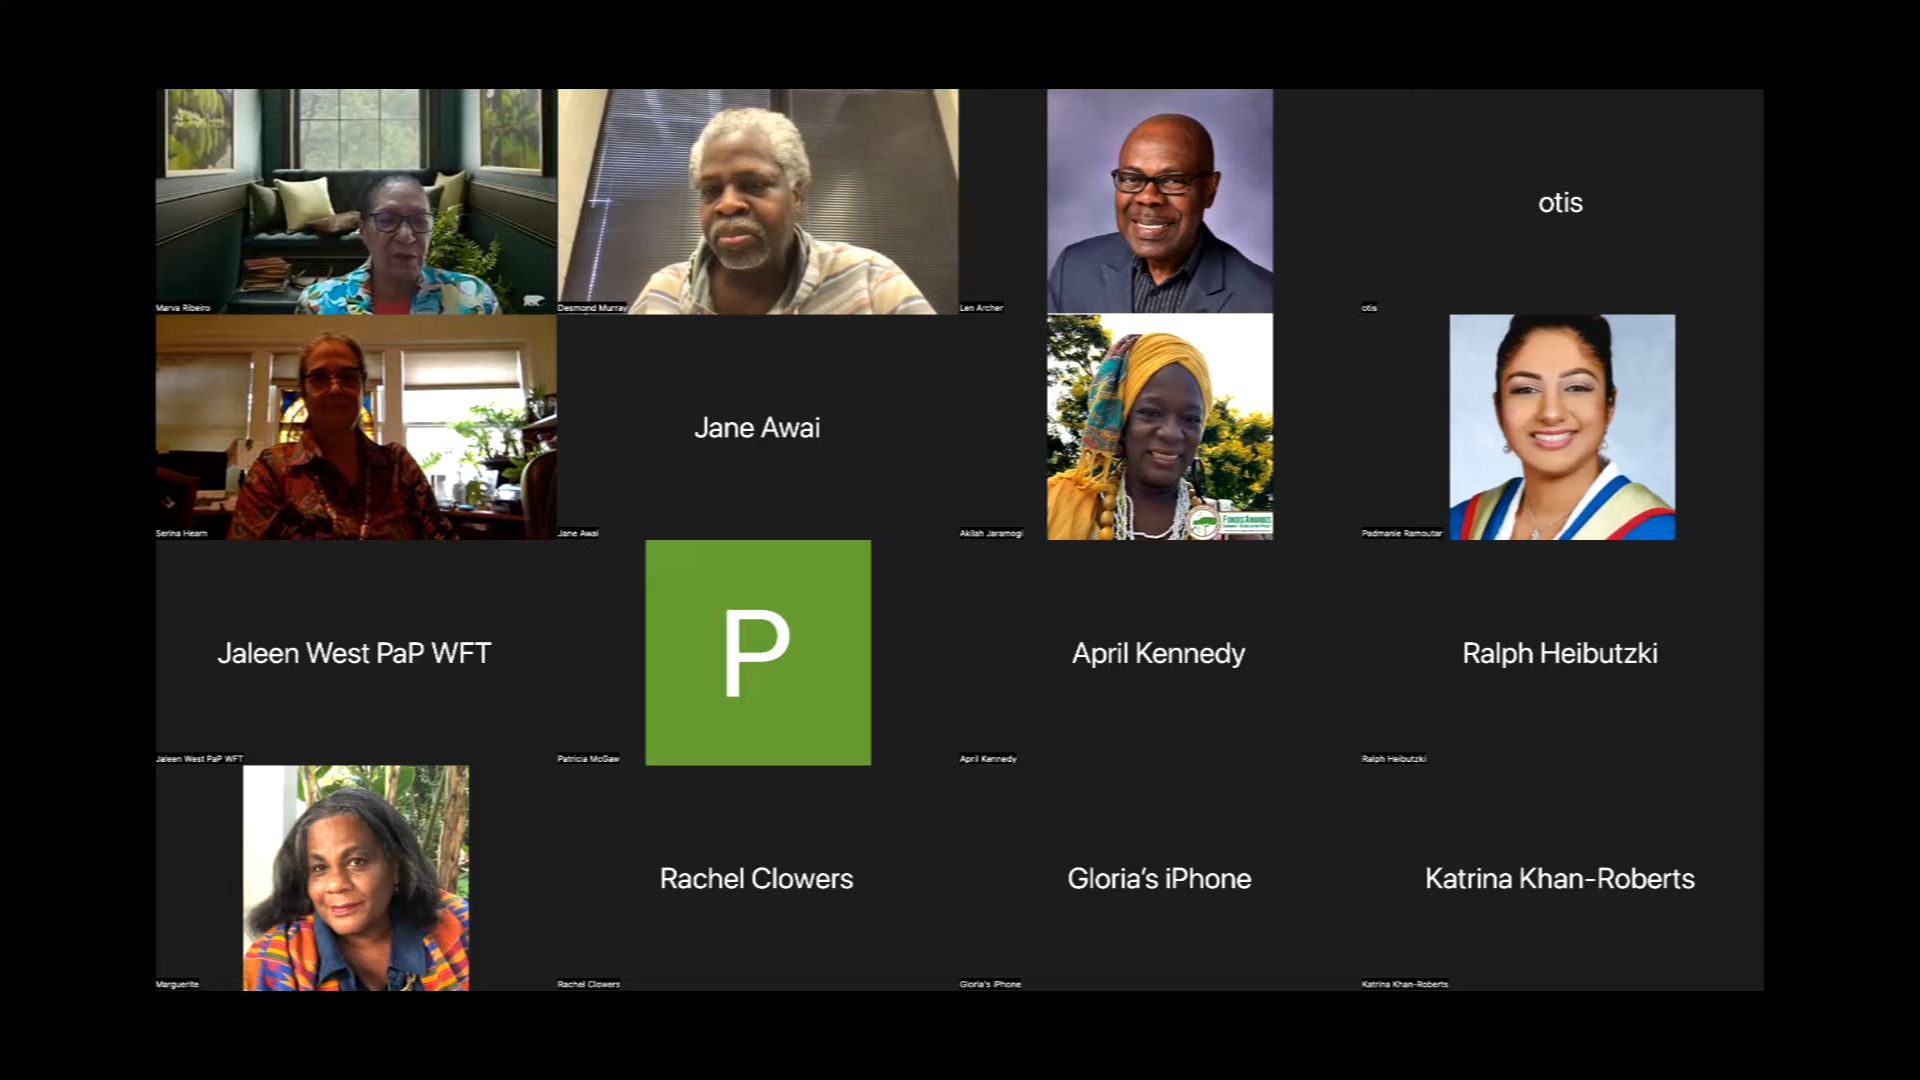 otis
Marva Ribeiro
Desmond Murray
Len Archer
otis
Jane Awai
FONDES AMANDES
Serina Hearn
Jane Awai
Akilah Jaramogi
Padmanie Ramoutar
Jaleen West PaP WFT
P
April Kennedy
Ralph Heibutzki
Jaleen West PaP WFT
Patricia McGaw
April Kennedy
Ralph Heibutzki
Rachel Clowers
Gloria's iPhone
Katrina Khan-Roberts
Marguerite
Rachel Clowers
Gloria's iPhone
Katrina Khan-Roberts